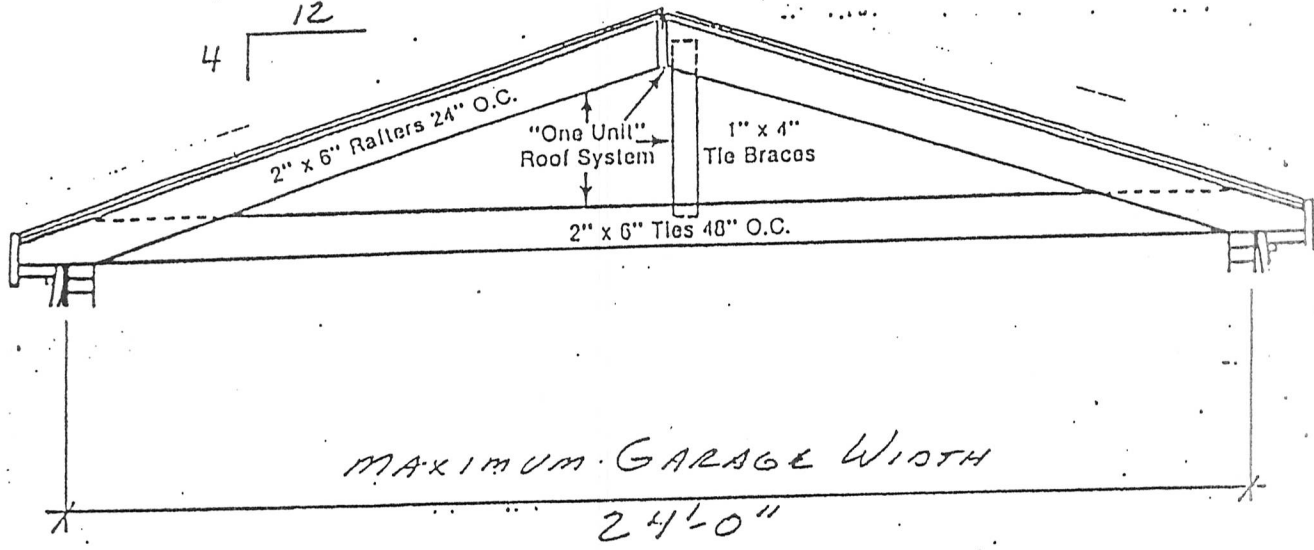 12
4
2" x 6" Rafters 24" O.C.
"One Unit"
Roof System
1" x 4"
Tie Braces
2" x 6" Ties 48" O.C.
MAXIMUM GARAGE WIDTH
24'-0"